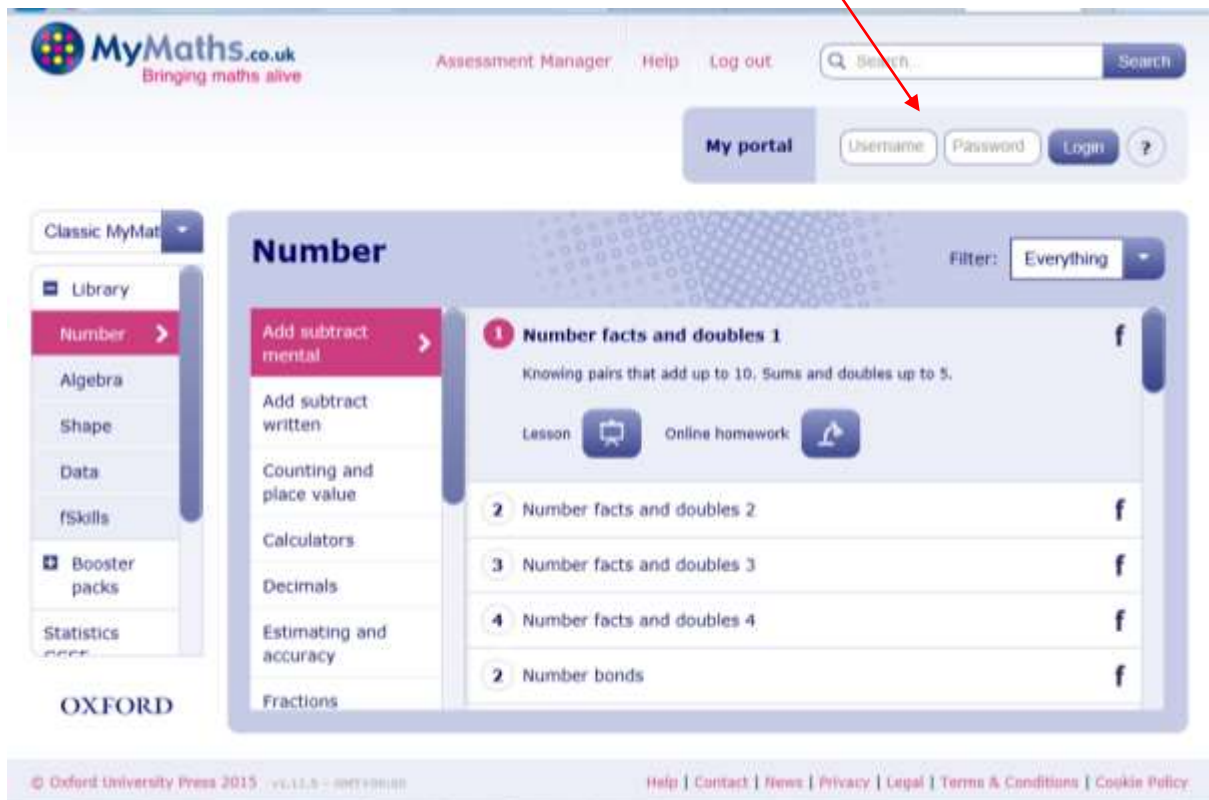 MyMaths.co.uk
Bringing maths alive
Assessment Manager Help Log out Search Search
My portal Username Password Login ?
Classic MyMat
Library
Number
Algebra
Shape
Data
fSkills
Booster
packs
Statistics
OXFORD
Number
Filter: Everything
Add subtract
mental
Add subtract
written
Counting and
place value
Calculators
Decimals
Estimating and
accuracy
Fractions
1 Number facts and doubles 1 f
Knowing pairs that add up to 10. Sums and doubles up to 5.
Lesson Online homework
2 Number facts and doubles 2 f
3 Number facts and doubles 3 f
4 Number facts and doubles 4 f
2 Number bonds f
© Oxford University Press 2015
Help | Contact | News | Privacy | Legal | Terms & Conditions | Cookie Policy